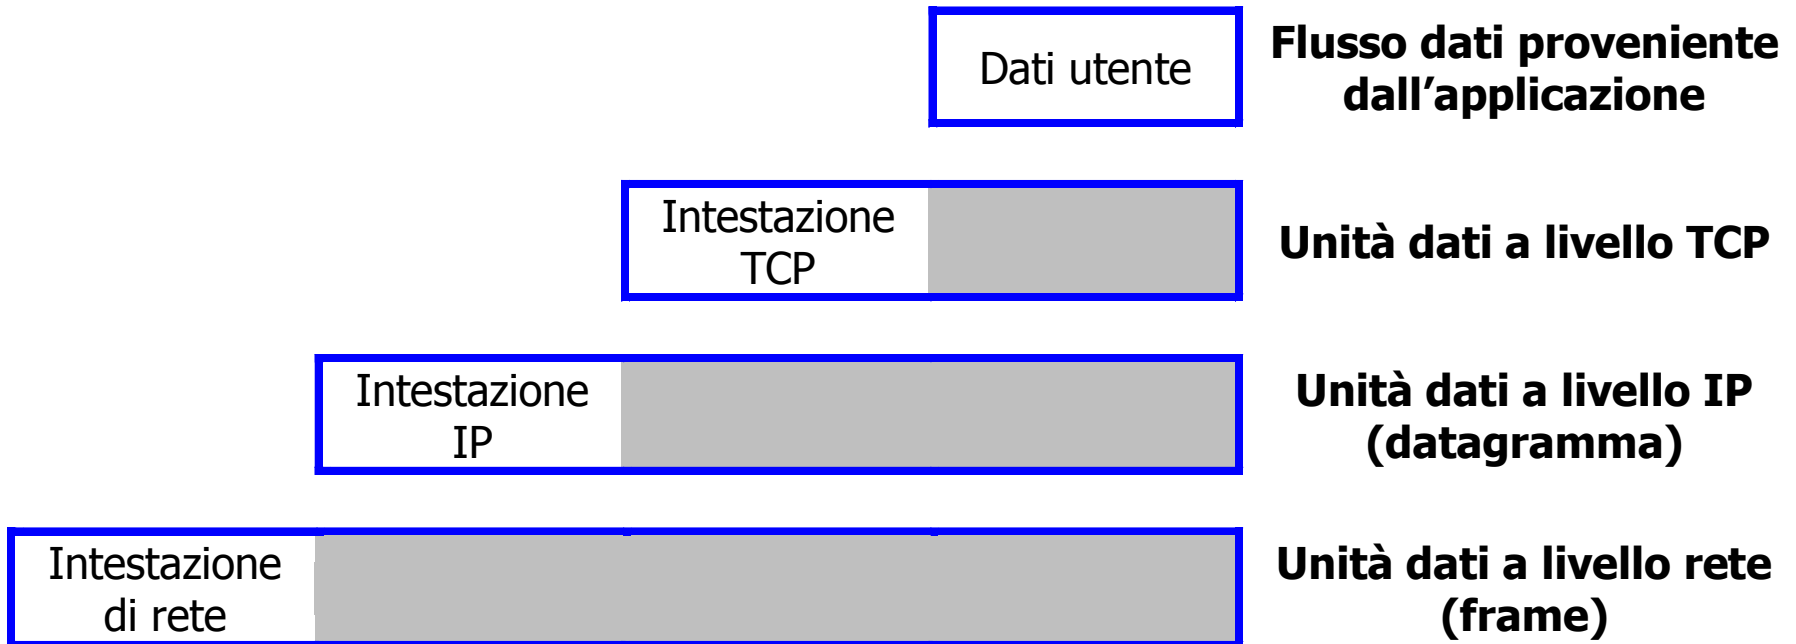 Dati utente
Flusso dati proveniente
dall’applicazione
Intestazione
TCP
Unità dati a livello TCP
Intestazione
IP
Unità dati a livello IP
(datagramma)
Intestazione
di rete
Unità dati a livello rete
(frame)